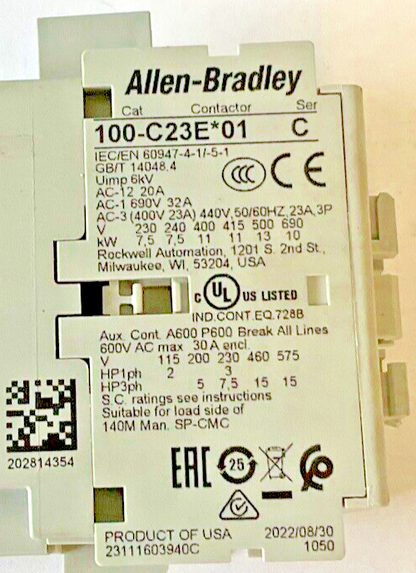 Allen-Bradley
Cat Contactor Ser
100-C23E*01 C
IEC/EN 60947-4-1/-5-1
GB/T 14048.4
Uimp 6kV
AC-12 20A
AC-1 690V 32A
AC-3 (400V 23A) 440V,50/60HZ,23A,3P
V 230 240 400 415 500 690
kW 7,5 7,5 11 11 13 10
Rockwell Automation, 1201 S. 2nd St.,
Milwaukee, WI, 53204, USA
CCC CE
C UL US LISTED
IND.CONT.EQ.728B
Aux. Cont. A600 P600 Break All Lines
600V AC max 30A encl.
V 115 200 230 460 575
HP1ph 2 3
HP3ph 5 7,5 15 15
S.C. ratings see instructions
Suitable for load side of
140M Man. SP-CMC
202814354
EAC 25
PRODUCT OF USA 2022/08/30
23111603940C 1050